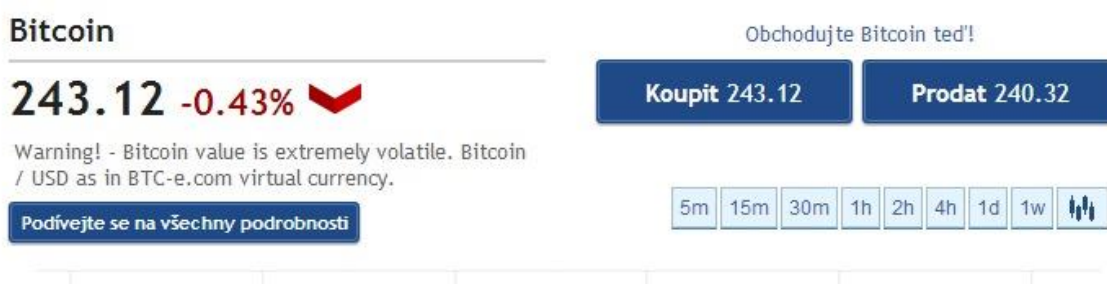 Bitcoin
243.12 -0.43%
Warning! - Bitcoin value is extremely volatile. Bitcoin
/ USD as in BTC-e.com virtual currency.
Podívejte se na všechny podrobnosti
Obchodujte Bitcoin teď!
Koupit 243.12 Prodat 240.32
5m 15m 30m 1h 2h 4h 1d 1w